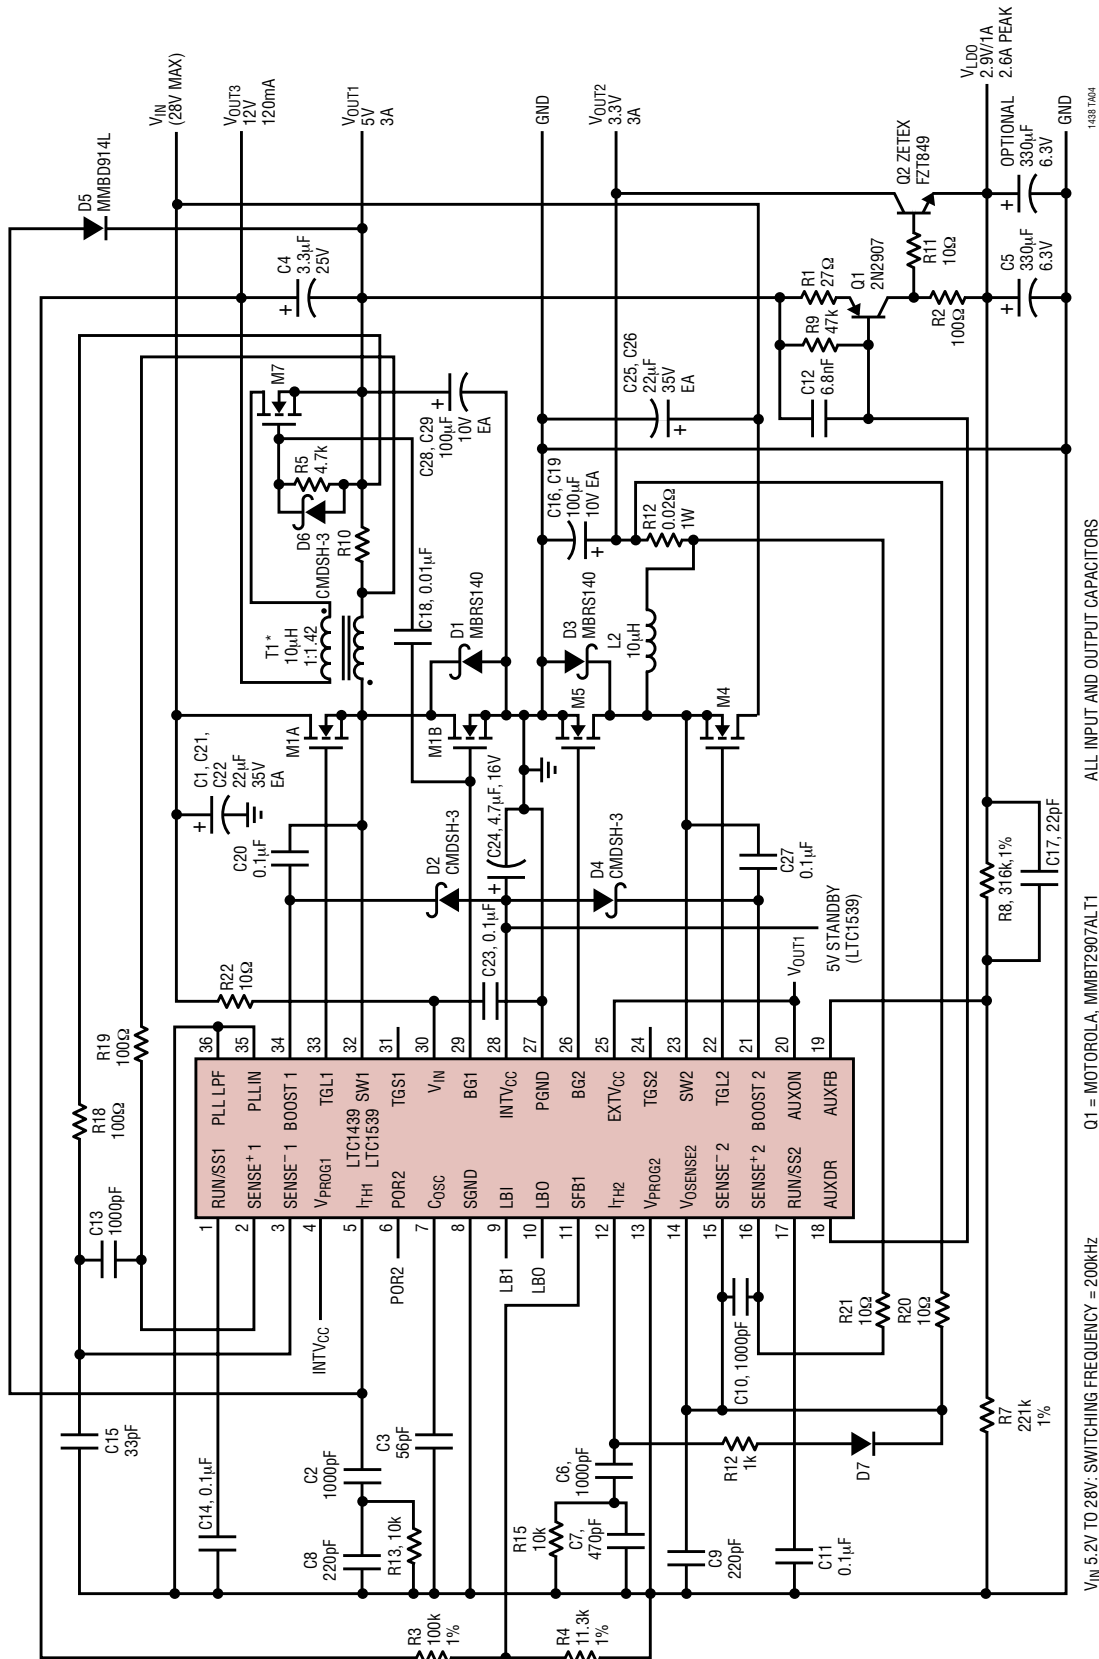 D5
MMBD914L
VIN
(28V MAX)
VOUT3
12V
120mA
VOUT1
5V
3A
GND
VOUT2
3.3V
3A
Q2 ZETEX
FZT849
VLDO
2.9V/1A
2.6A PEAK
OPTIONAL
330µF
6.3V
GND
1438 TA04
C4
3.3µF
25V
+
R1
27Ω
Q1
2N2907
R11
10Ω
C5
330µF
6.3V
+
+
R9
47k
R2
100Ω
C12
6.8nF
M7
R5
4.7k
D6
CMDSH-3
R10
C28, C29
100µF
10V
EA
+
C25, C26
22µF
35V
EA
+
C16, C19
100µF
10V EA
+
R12
0.02Ω
1W
T1*
10µH
1:1.42
C18, 0.01µF
D1
MBRS140
D3
MBRS140
L2
10µH
M1A
M1B
M5
M4
C1, C21,
C22
22µF
35V
EA
+
C20
0.1µF
D2
CMDSH-3
C24, 4.7µF, 16V
+
D4
CMDSH-3
C27
0.1µF
R8, 316k,1%
C17, 22pF
R22
10Ω
C23, 0.1µF
VOUT1
5V STANDBY
(LTC1539)
R19
100Ω
R18
100Ω
C13
1000pF
36
35
34
33
32
31
30
29
28
27
26
25
24
23
22
21
20
19
PLL LPF
PLLIN
BOOST 1
TGL1
SW1
TGS1
VIN
BG1
INTVCC
PGND
BG2
EXTVCC
TGS2
SW2
TGL2
BOOST 2
AUXON
AUXFB
LTC1439
LTC1539
RUN/SS1
SENSE+ 1
SENSE– 1
VPROG1
ITH1
POR2
COSC
SGND
LBI
LBO
SFB1
ITH2
VPROG2
VOSENSE2
SENSE– 2
SENSE+ 2
RUN/SS2
AUXDR
1
2
3
4
5
6
7
8
9
10
11
12
13
14
15
16
17
18
INTVCC
POR2
LB1
LBO
C10, 1000pF
R21
10Ω
R20
10Ω
C15
33pF
C14, 0.1µF
C2
1000pF
C3
56pF
C8
220pF
R13, 10k
C6,
1000pF
R15
10k
C7,
470pF
R12
1k
D7
C9
220pF
C11
0.1µF
R7
221k
1%
R3
100k
1%
R4
11.3k
1%
VIN 5.2V TO 28V: SWITCHING FREQUENCY = 200kHz
Q1 = MOTOROLA, MMBT2907ALT1
ALL INPUT AND OUTPUT CAPACITORS